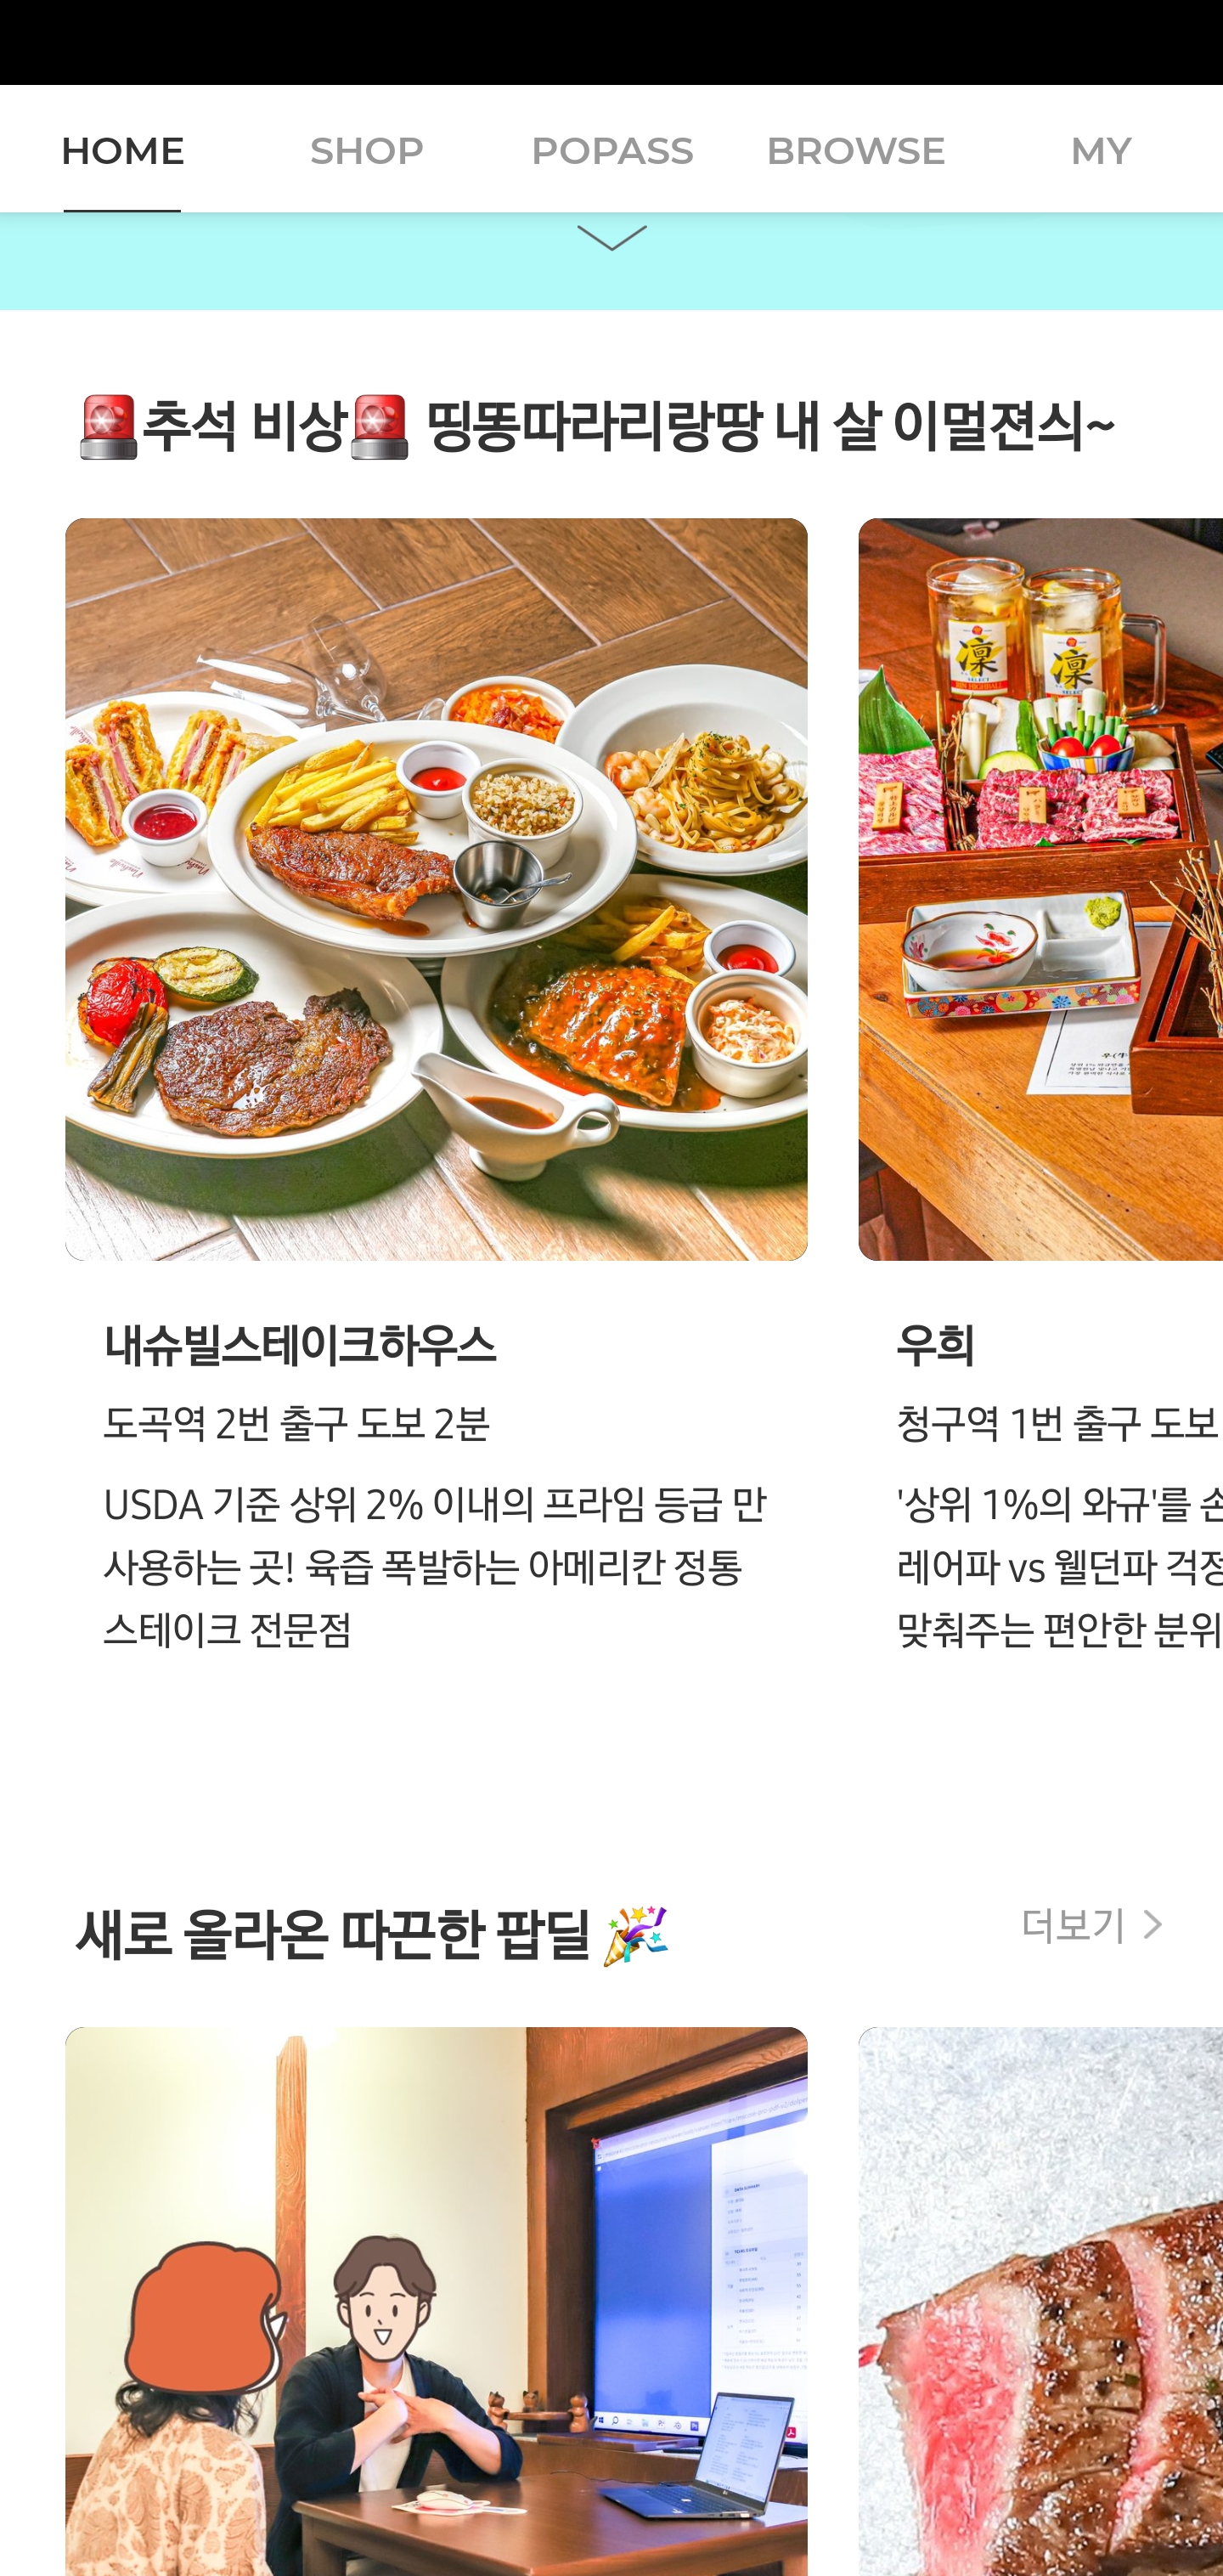 HOME SHOP POPASS BROWSE MY
🚨추석 비상🚨 띵똥따라리랑땅 내 살 이멀젼싀~
凛
SELECT
凛
SELECT
내슈빌스테이크하우스
도곡역 2번 출구 도보 2분
USDA 기준 상위 2% 이내의 프라임 등급 만
사용하는 곳! 육즙 폭발하는 아메리칸 정통
스테이크 전문점
우희
청구역 1번 출구 도보
'상위 1%의 와규'를 손
레어파 vs 웰던파 걱정
맞춰주는 편안한 분위
새로 올라온 따끈한 팝딜 🎉
더보기 >